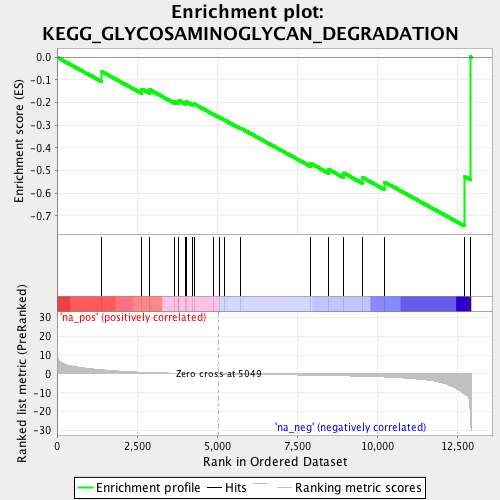 Enrichment plot:
KEGG_GLYCOSAMINOGLYCAN_DEGRADATION
Enrichment score (ES)
0.0
-0.1
-0.2
-0.3
-0.4
-0.5
-0.6
-0.7
'na_pos' (positively correlated)
Ranked list metric (PreRanked)
30
20
10
0
-10
-20
-30
Zero cross at 5049
'na_neg' (negatively correlated)
0
2,500
5,000
7,500
10,000
12,500
Rank in Ordered Dataset
Enrichment profile
Hits
Ranking metric scores